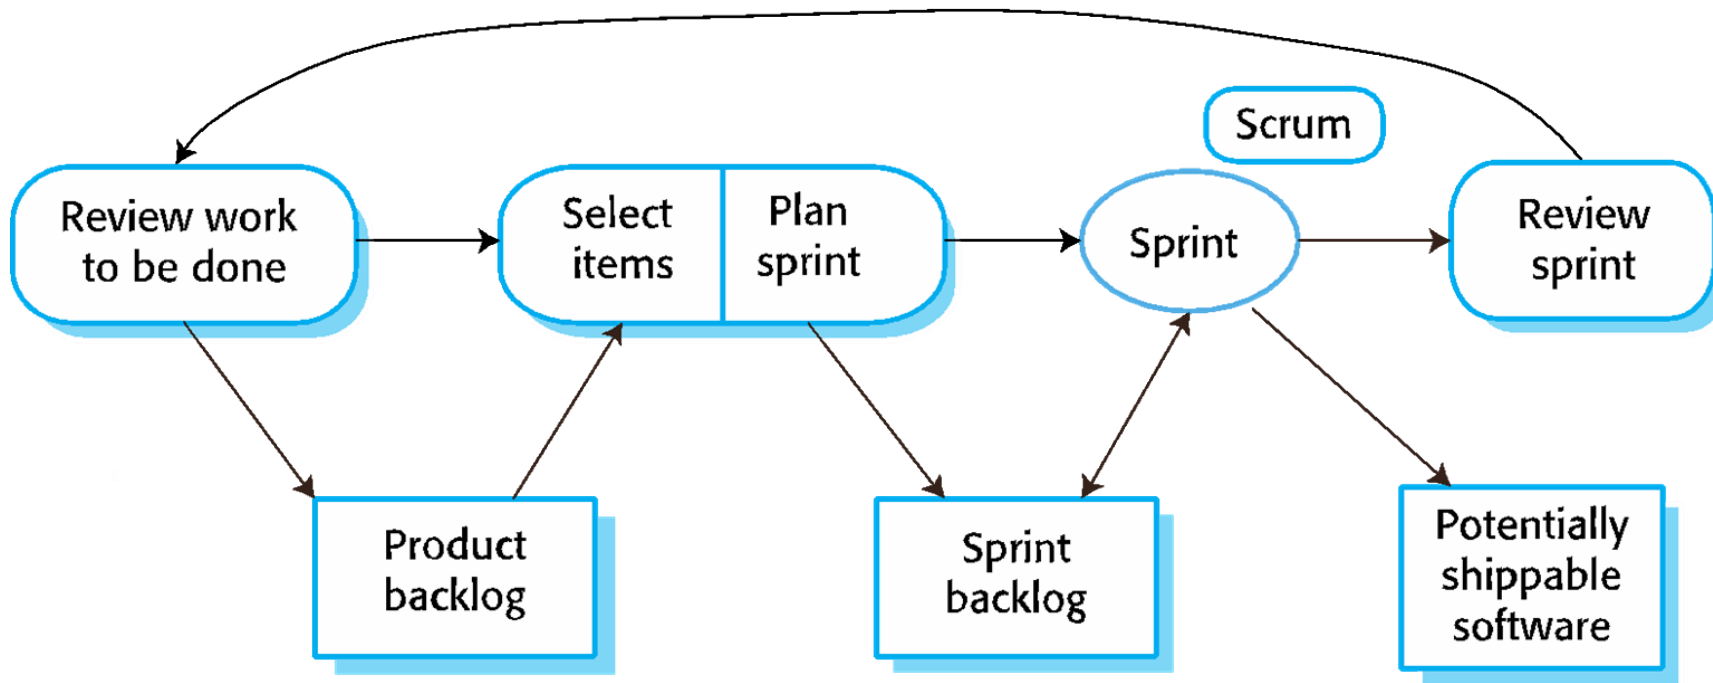 Scrum
Review work
to be done
Select
items
Plan
sprint
Sprint
Review
sprint
Product
backlog
Sprint
backlog
Potentially
shippable
software